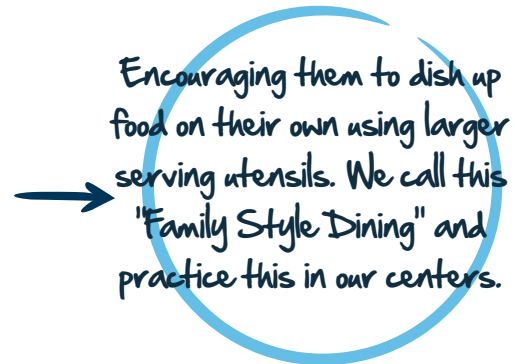 Encouraging them to dish up
food on their own using larger
serving utensils. We call this
"Family Style Dining" and
practice this in our centers.